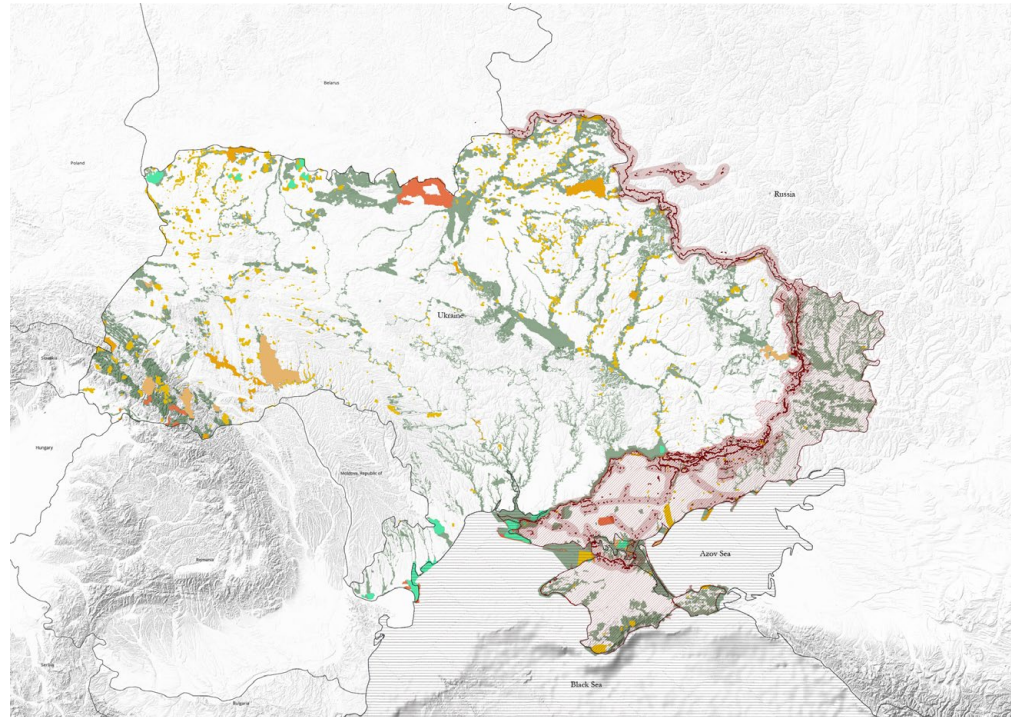 Belarus
Poland
Russia
Ukraine
Slovakia
Hungary
Moldova, Republic of
Romania
Azov Sea
Serbia
Black Sea
Bulgaria